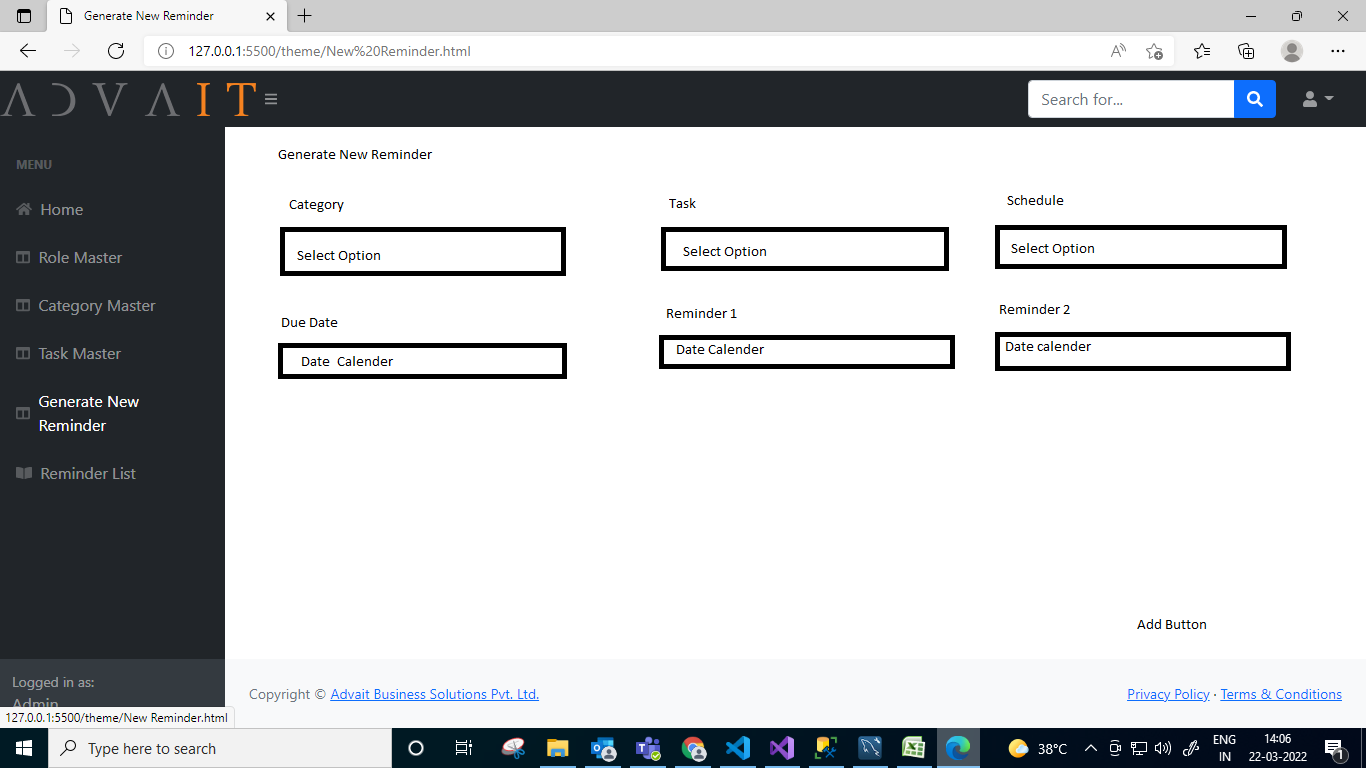 Generate New Reminder
127.0.0.1:5500/theme/New%20Reminder.html
ADVAIT
Search for...
MENU
Home
Role Master
Category Master
Task Master
Generate New
Reminder
Reminder List
Logged in as:
Admin
Generate New Reminder
Category
Task
Schedule
Select Option
Select Option
Select Option
Due Date
Reminder 1
Reminder 2
Date  Calender
Date Calender
Date calender
Add Button
Copyright © Advait Business Solutions Pvt. Ltd.
Privacy Policy · Terms & Conditions
127.0.0.1:5500/theme/New Reminder.html
Type here to search
38°C
ENG
IN
14:06
22-03-2022
1